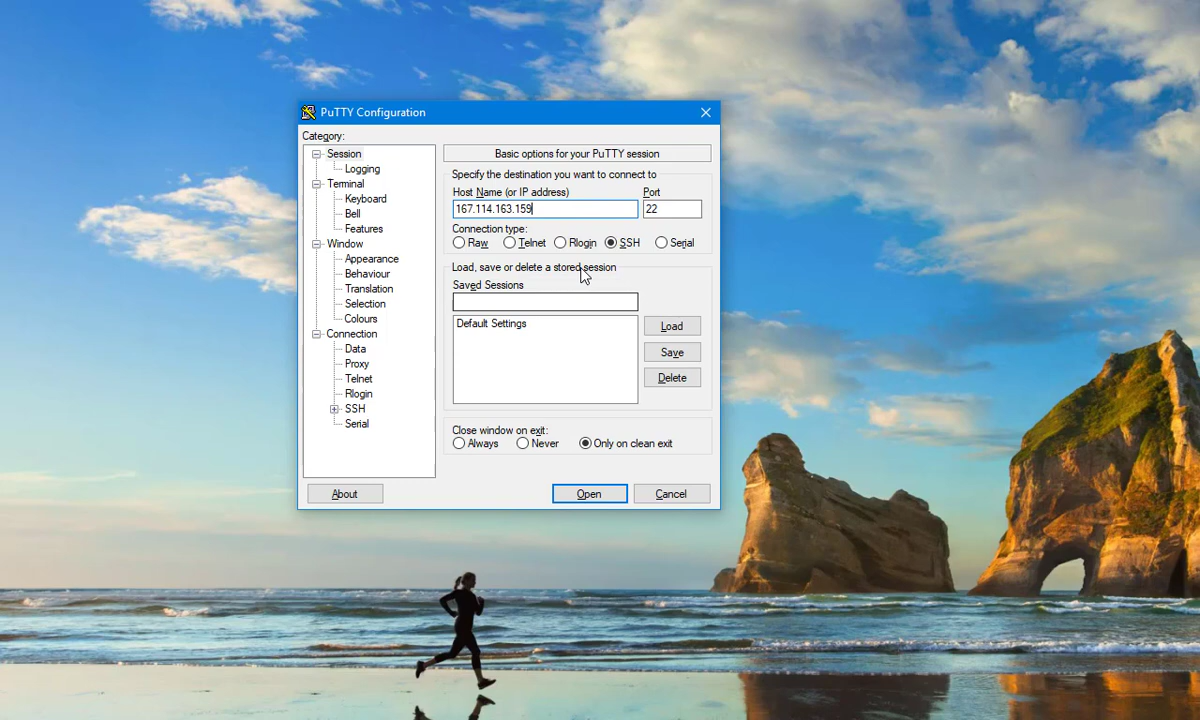 PuTTY Configuration
Category:
Session
Logging
Terminal
Keyboard
Bell
Features
Window
Appearance
Behaviour
Translation
Selection
Colours
Connection
Data
Proxy
Telnet
Rlogin
SSH
Serial
Basic options for your PuTTY session
Specify the destination you want to connect to
Host Name (or IP address) Port
167.114.163.159 22
Connection type:
Raw Telnet Rlogin SSH Serial
Load, save or delete a stored session
Saved Sessions
Default Settings
Load
Save
Delete
Close window on exit:
Always Never Only on clean exit
About Open Cancel